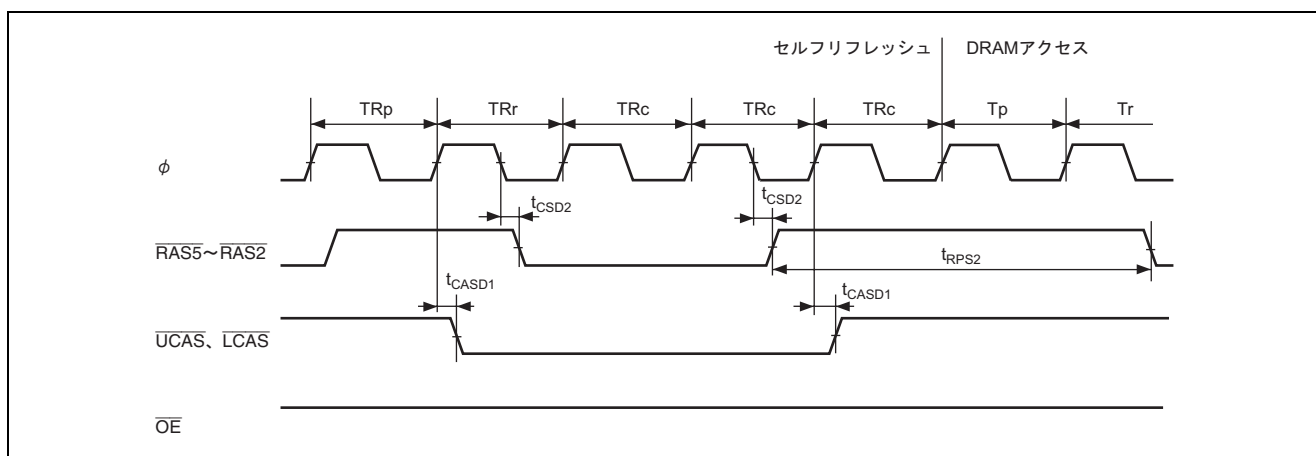 セルフリフレッシュ DRAMアクセス
TRp TRr TRc TRc TRc Tp Tr
φ
tCSD2 tCSD2
RAS5～RAS2
tRPS2
tCASD1 tCASD1
UCAS、LCAS
OE